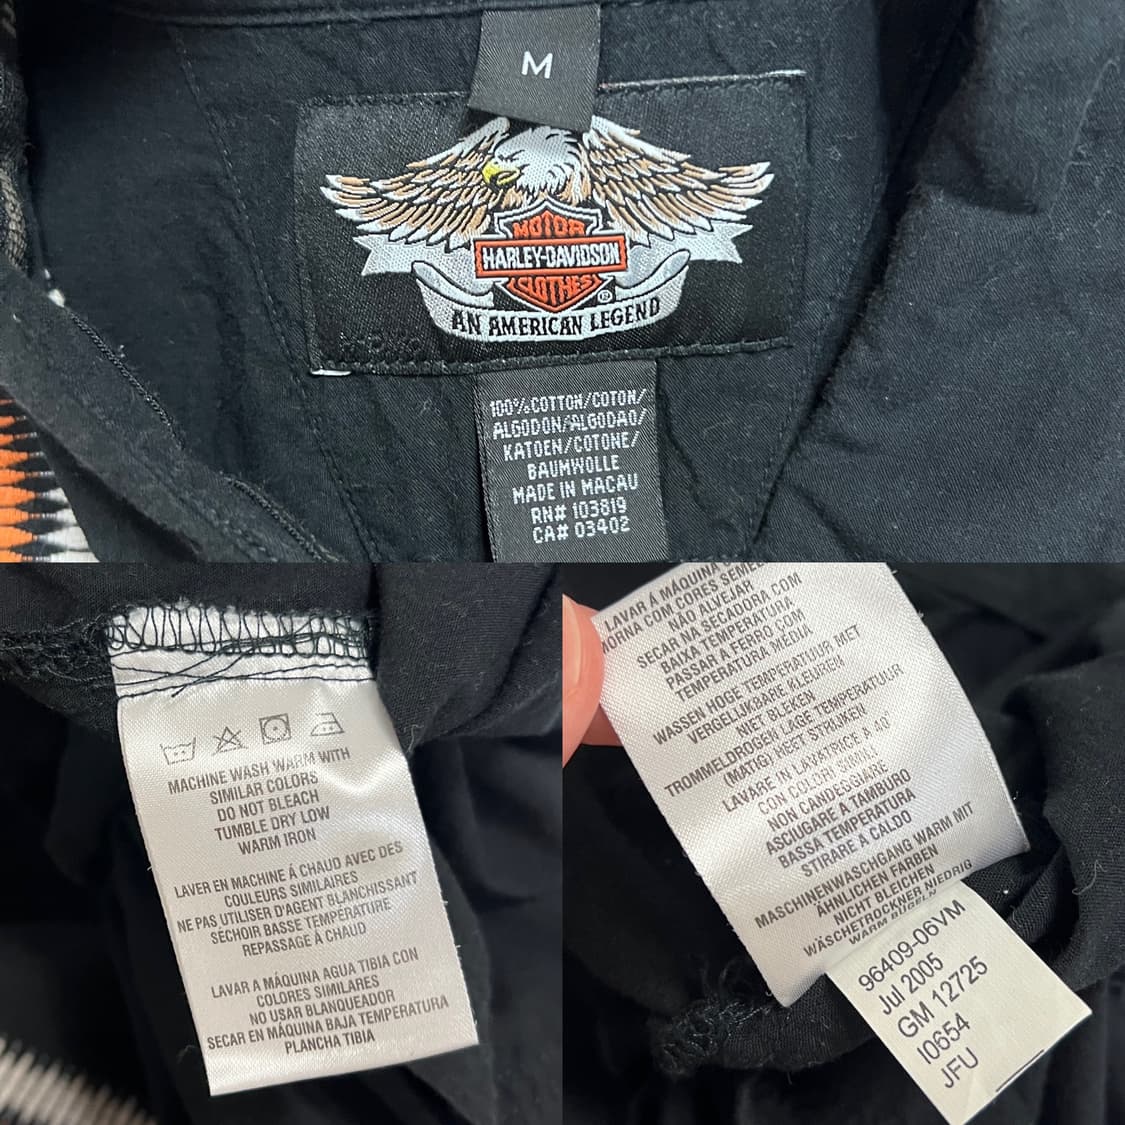 M
MOTOR
HARLEY-DAVIDSON
CLOTHES
®
AN AMERICAN LEGEND
100%COTTON/COTON/
ALGODON/ALGODAO/
KATOEN/COTONE/
BAUMWOLLE
MADE IN MACAU
RN# 103819
CA# 03402
MACHINE WASH WARM WITH
SIMILAR COLORS
DO NOT BLEACH
TUMBLE DRY LOW
WARM IRON
LAVER EN MACHINE Á CHAUD AVEC DES
COULEURS SIMILAIRES
NE PAS UTILISER D'AGENT BLANCHISSANT
SECHOIR BASSE TEMPÉRATURE
REPASSAGE Á CHAUD
LAVAR A MÁQUINA AGUA TIBIA CON
COLORES SIMILARES
NO USAR BLANQUEADOR
SECAR EN MÁQUINA BAJA TEMPERATURA
PLANCHA TIBIA
LAVAR Á MÁQUINA
MORNA COM CORES
NÃO ALVEJAR
SECAR NA SECADORA COM
BAIXA TEMPERATURA
PASSAR A FERRO COM
TEMPERATURA MÉDIA
WASSEN HOGE TEMPERATUUR MET
VERGELIJKBARE KLEUREN
NIET BLEKEN
TROMMELDROGEN LAGE TEMPERATUUR
(MATIG) HEET STRIJKEN
LAVARE IN LAVATRICE A 40°
CON COLORI SIMILI
NON CANDEGGIARE
ASCIUGARE A TAMBURO
BASSA TEMPERATURA
STIRARE A CALDO
MASCHINENWASCHGANG WARM MIT
ÄHNLICHEN FARBEN
NICHT BLEICHEN
WÄSCHETROCKNER NIEDRIG
WARM BÜGELN
96409-06VM
Jul 2005
GM 12725
I0654
JFU